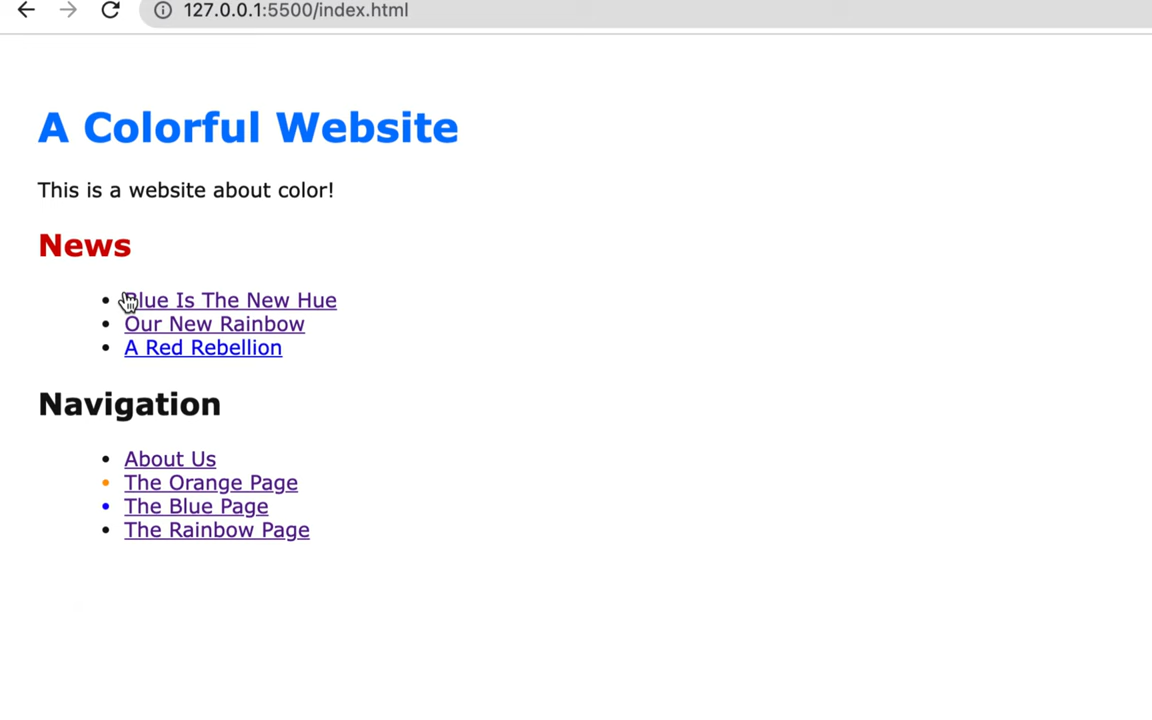 127.0.0.1:5500/index.html
A Colorful Website
This is a website about color!
News
Blue Is The New Hue
Our New Rainbow
A Red Rebellion
Navigation
About Us
The Orange Page
The Blue Page
The Rainbow Page